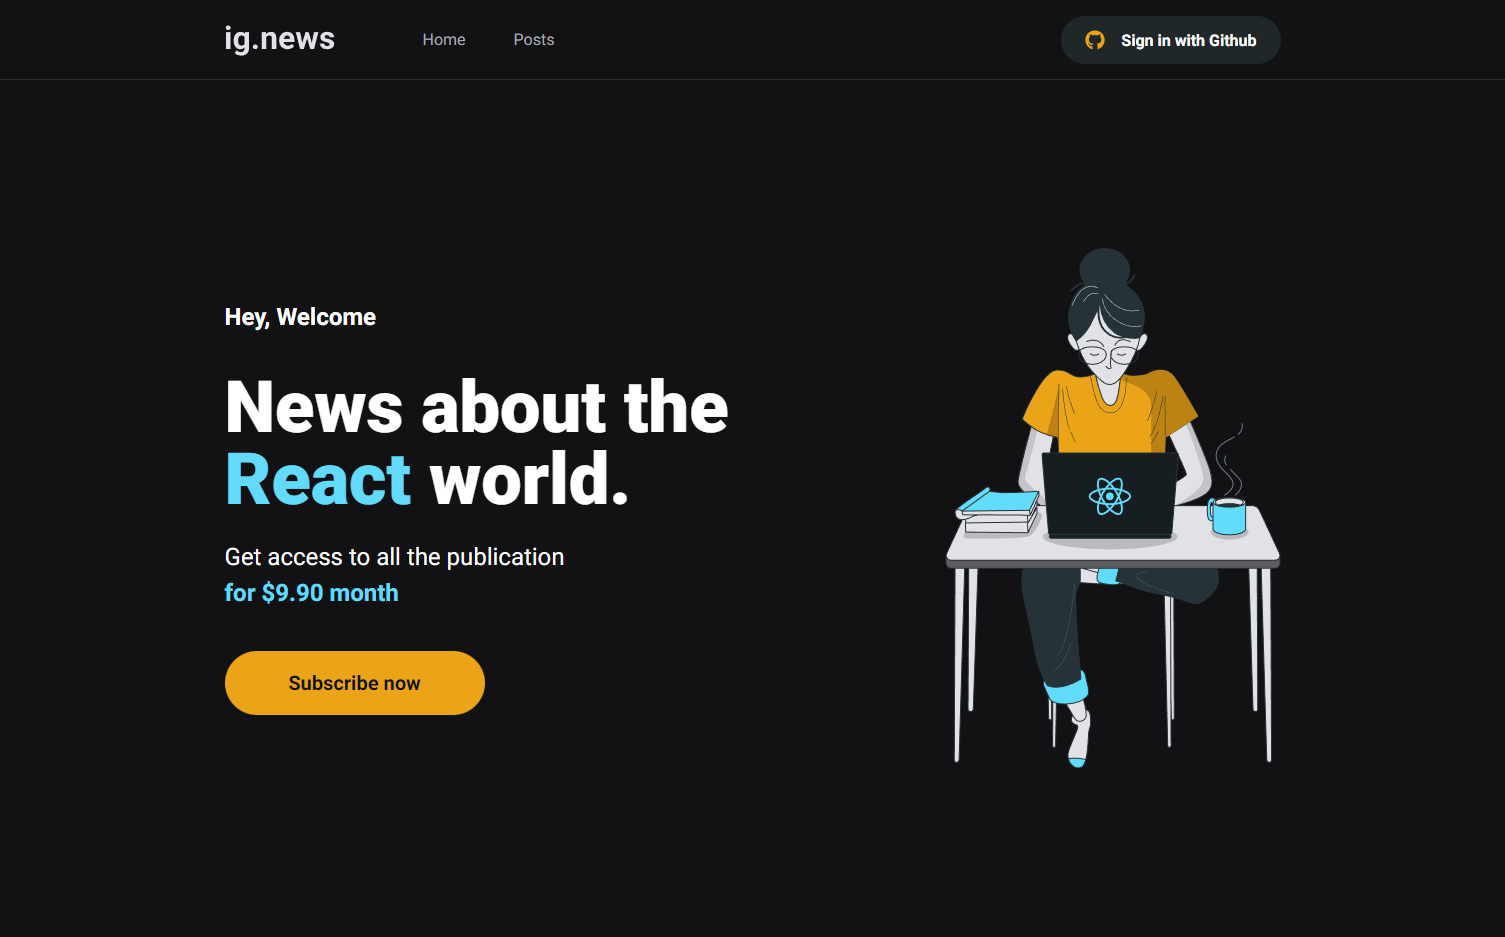 ig.news
Home
Posts
Sign in with Github
Hey, Welcome
News about the
React world.
Get access to all the publication
for $9.90 month
Subscribe now